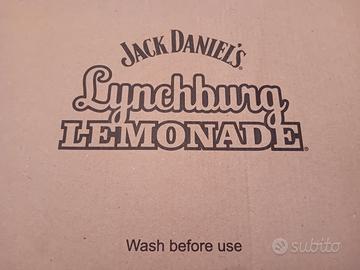 JACK DANIEL'S
Lynchburg
LEMONADE
Wash before use
subito